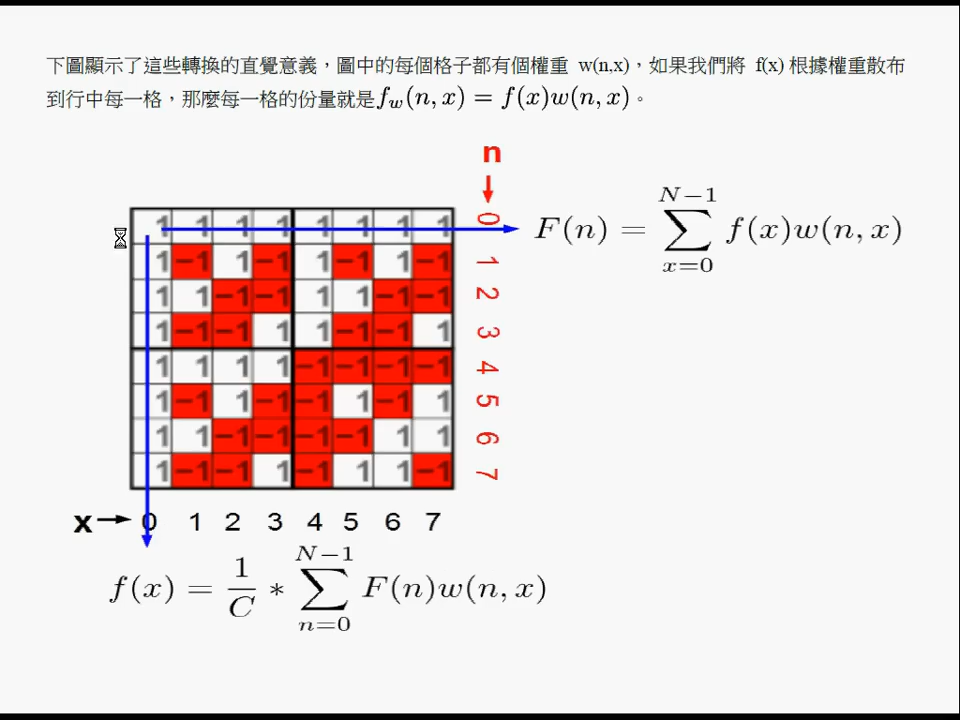 下圖顯示了這些轉換的直覺意義，圖中的每個格子都有個權重 w(n,x)，如果我們將 f(x) 根據權重散布
到行中每一格，那麼每一格的份量就是f_w(n, x) = f(x)w(n, x)。
n
1 1 1 1 1 1 1 1 0
F(n) = \sum_{x=0}^{N-1} f(x)w(n, x)
1 −1 1 −1 1 −1 1 −1 1
1 1 −1 −1 1 1 −1 −1 2
1 −1 −1 1 1 −1 −1 1 3
1 1 1 1 −1 −1 −1 −1 4
1 −1 1 −1 −1 1 −1 1 5
1 1 −1 −1 −1 −1 1 1 6
1 −1 −1 1 −1 1 1 −1 7
x 0 1 2 3 4 5 6 7
f(x) = \frac{1}{C} * \sum_{n=0}^{N-1} F(n)w(n, x)